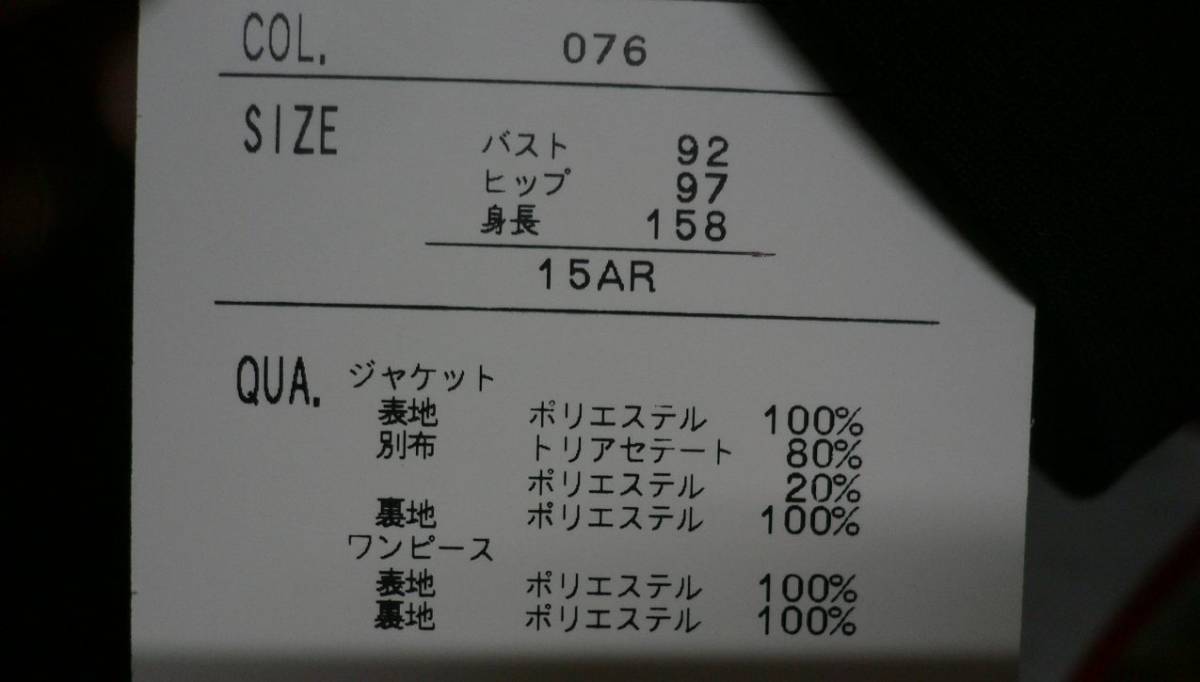 COL. 076
SIZE バスト 92
ヒップ 97
身長 158
15AR
QUA. ジャケット
表地 ポリエステル 100%
別布 トリアセテート 80%
ポリエステル 20%
裏地 ポリエステル 100%
ワンピース
表地 ポリエステル 100%
裏地 ポリエステル 100%